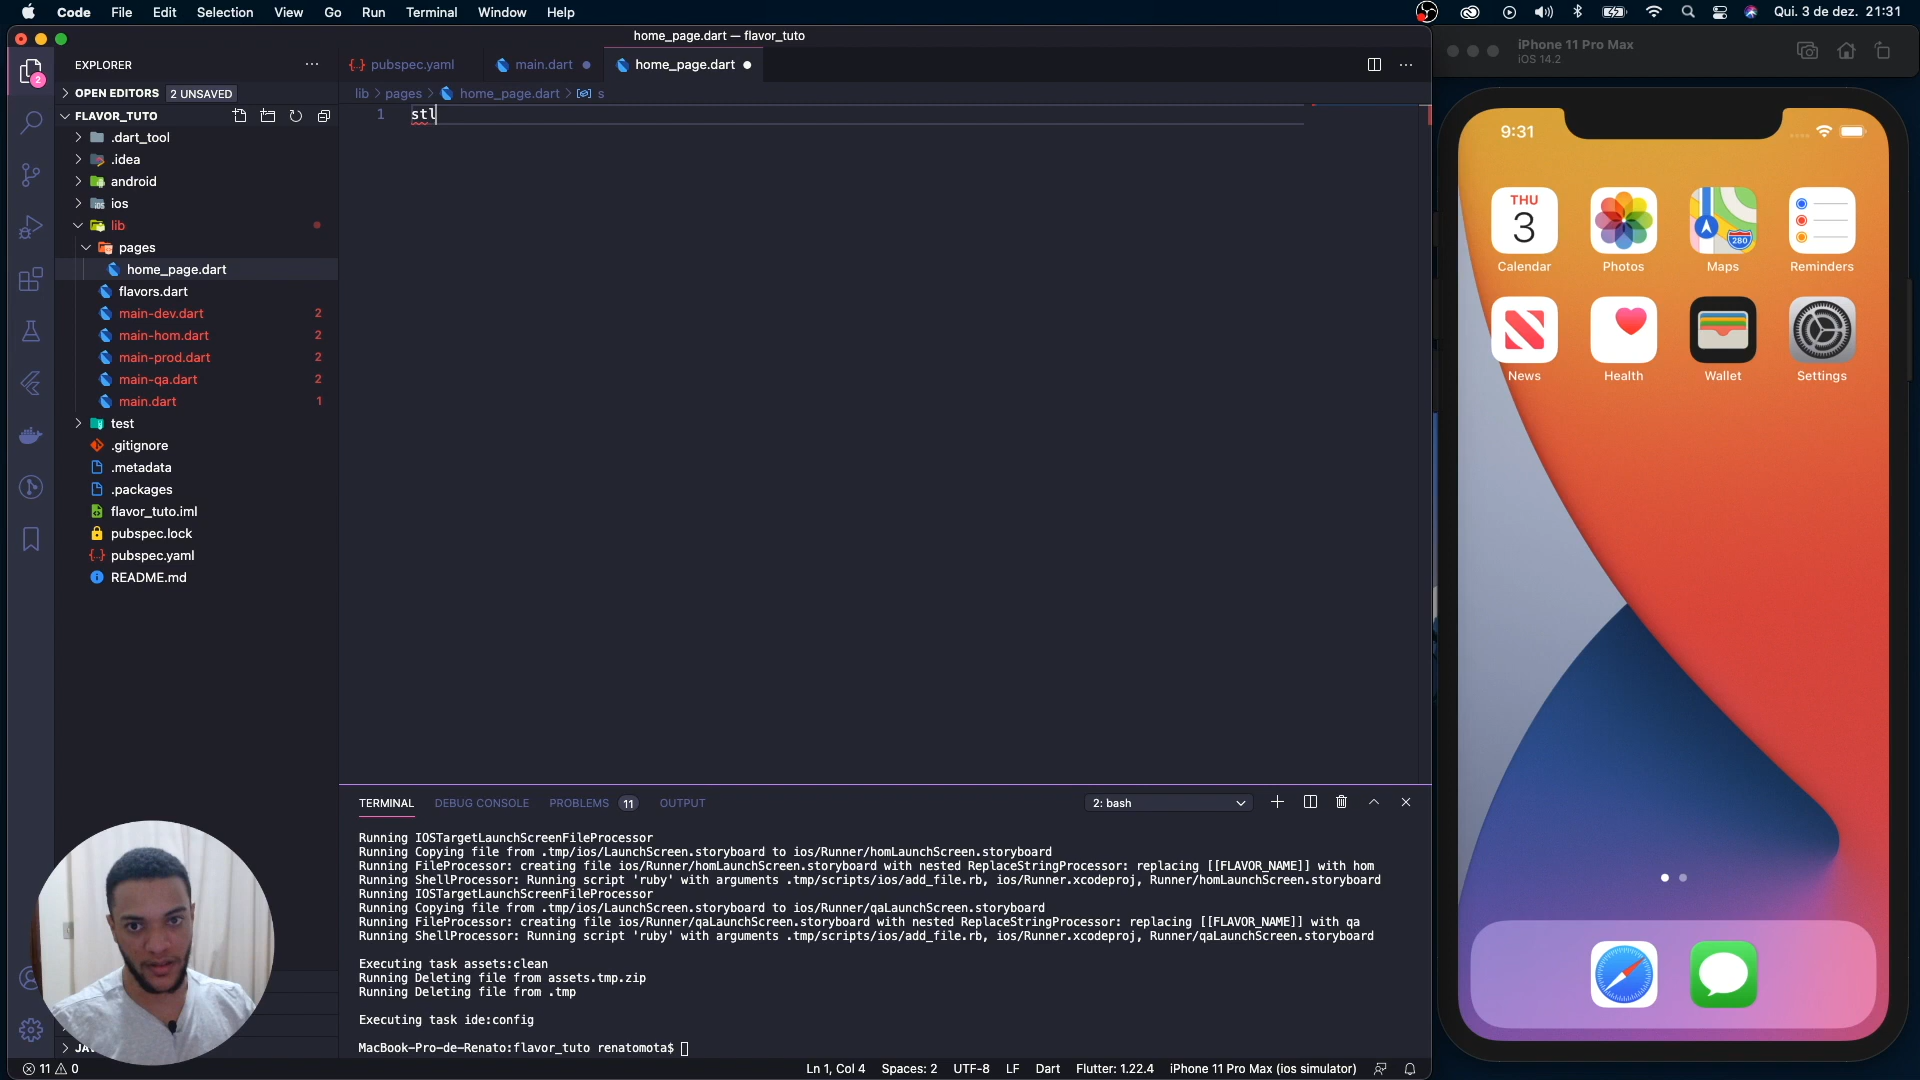 Code File Edit Selection View Go Run Terminal Window Help
Qui. 3 de dez. 21:31
home_page.dart — flavor_tuto
EXPLORER
OPEN EDITORS 2 UNSAVED
FLAVOR_TUTO
.dart_tool
.idea
android
ios
lib
pages
home_page.dart
flavors.dart
main-dev.dart 2
main-hom.dart 2
main-prod.dart 2
main-qa.dart 2
main.dart 1
test
.gitignore
.metadata
.packages
flavor_tuto.iml
pubspec.lock
pubspec.yaml
README.md
2
pubspec.yaml main.dart home_page.dart
lib > pages > home_page.dart > s
1 stl
TERMINAL DEBUG CONSOLE PROBLEMS 11 OUTPUT
2: bash
Running IOSTargetLaunchScreenFileProcessor
Running Copying file from .tmp/ios/LaunchScreen.storyboard to ios/Runner/homLaunchScreen.storyboard
Running FileProcessor: creating file ios/Runner/homLaunchScreen.storyboard with nested ReplaceStringProcessor: replacing [[FLAVOR_NAME]] with hom
Running ShellProcessor: Running script 'ruby' with arguments .tmp/scripts/ios/add_file.rb, ios/Runner.xcodeproj, Runner/homLaunchScreen.storyboard
Running IOSTargetLaunchScreenFileProcessor
Running Copying file from .tmp/ios/LaunchScreen.storyboard to ios/Runner/qaLaunchScreen.storyboard
Running FileProcessor: creating file ios/Runner/qaLaunchScreen.storyboard with nested ReplaceStringProcessor: replacing [[FLAVOR_NAME]] with qa
Running ShellProcessor: Running script 'ruby' with arguments .tmp/scripts/ios/add_file.rb, ios/Runner.xcodeproj, Runner/qaLaunchScreen.storyboard
Executing task assets:clean
Running Deleting file from assets.tmp.zip
Running Deleting file from .tmp
Executing task ide:config
MacBook-Pro-de-Renato:flavor_tuto renatomota$
11 0
Ln 1, Col 4 Spaces: 2 UTF-8 LF Dart Flutter: 1.22.4 iPhone 11 Pro Max (ios simulator)
iPhone 11 Pro Max
iOS 14.2
9:31
THU
3
280
Calendar Photos Maps Reminders
News Health Wallet Settings